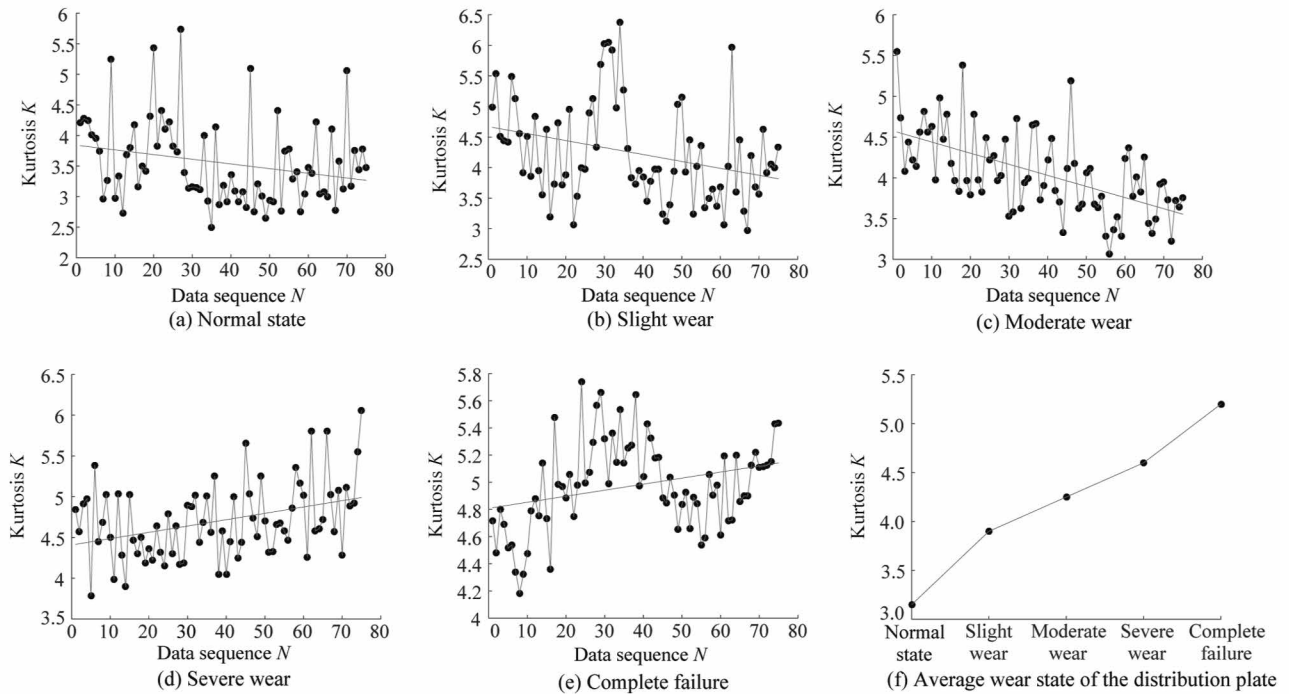 6
5.5
5
4.5
4
3.5
3
2.5
2
Kurtosis K
0 10 20 30 40 50 60 70 80
Data sequence N
(a) Normal state
6.5
6
5.5
5
4.5
4
3.5
3
2.5
Kurtosis K
0 10 20 30 40 50 60 70 80
Data sequence N
(b) Slight wear
6
5.5
5
4.5
4
3.5
3
Kurtosis K
0 10 20 30 40 50 60 70 80
Data sequence N
(c) Moderate wear
6.5
6
5.5
5
4.5
4
3.5
Kurtosis K
0 10 20 30 40 50 60 70 80
Data sequence N
(d) Severe wear
5.8
5.6
5.4
5.2
5
4.8
4.6
4.4
4.2
4
Kurtosis K
0 10 20 30 40 50 60 70 80
Data sequence N
(e) Complete failure
5.5
5.0
4.5
4.0
3.5
3.0
Kurtosis K
Normal Slight Moderate Severe Complete
state wear wear wear failure
(f) Average wear state of the distribution plate